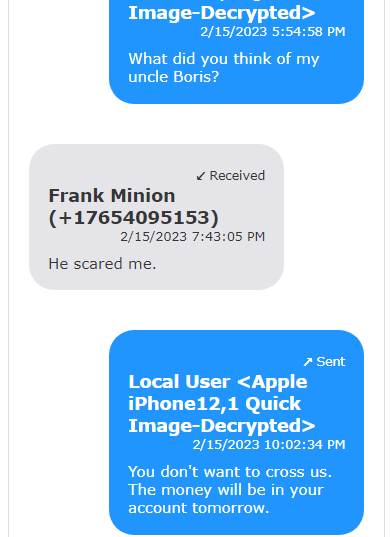 Image-Decrypted>
2/15/2023 5:54:58 PM
What did you think of my
uncle Boris?
↙ Received
Frank Minion
(+17654095153)
2/15/2023 7:43:05 PM
He scared me.
↗ Sent
Local User <Apple
iPhone12,1 Quick
Image-Decrypted>
2/15/2023 10:02:34 PM
You don't want to cross us.
The money will be in your
account tomorrow.